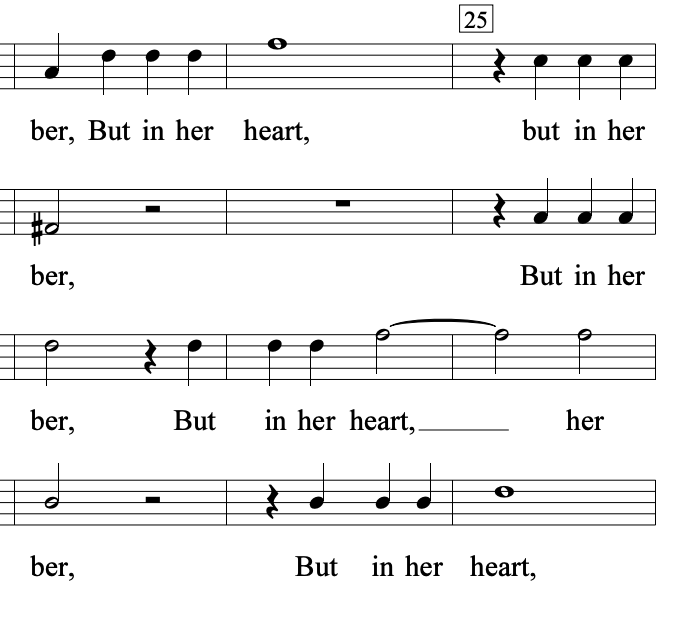 25
ber, But in her heart, but in her
ber, But in her
ber, But in her heart, her
ber, But in her heart,